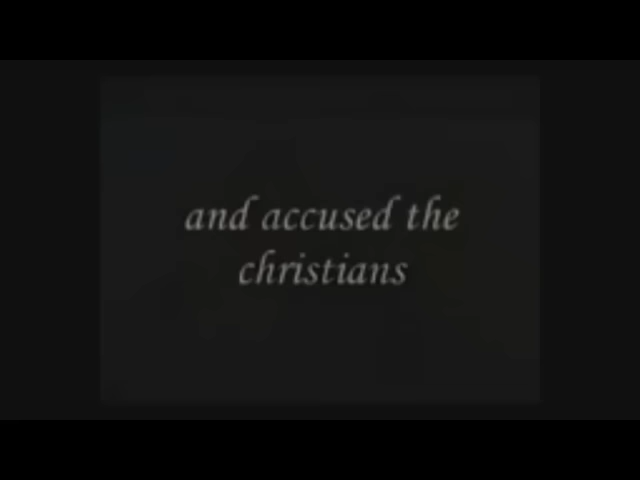 and accused the
christians